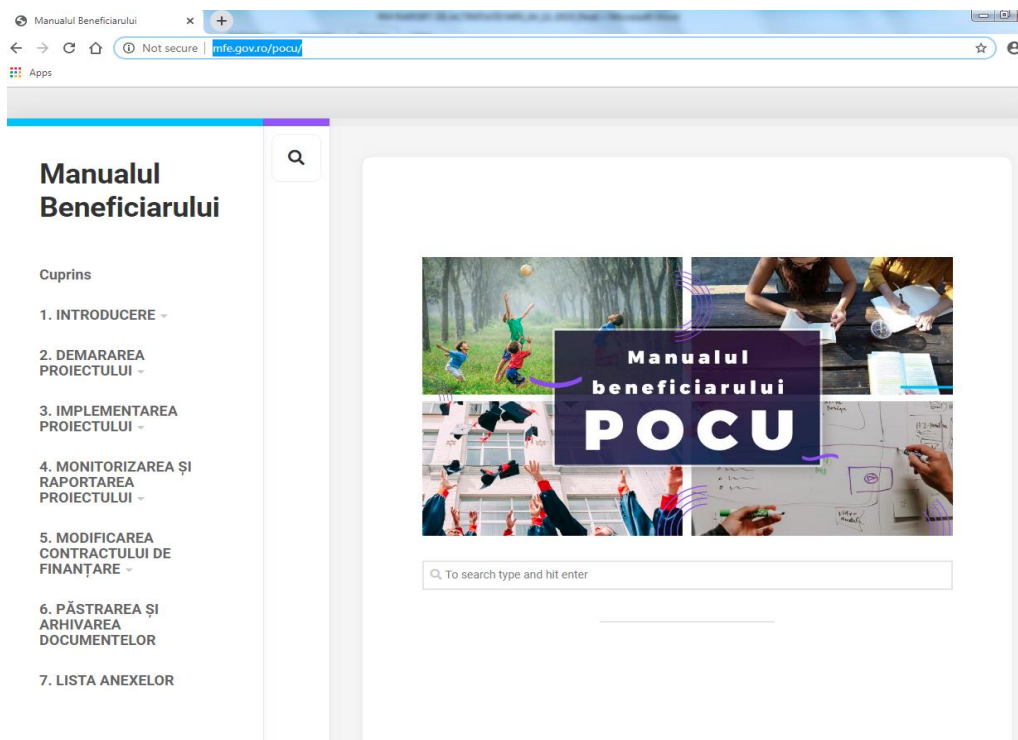 Manualul Beneficiarului
Not secure | mfe.gov.ro/pocu/
Apps
Manualul
Beneficiarului
Cuprins
1. INTRODUCERE
2. DEMARAREA
PROIECTULUI
3. IMPLEMENTAREA
PROIECTULUI
4. MONITORIZAREA ȘI
RAPORTAREA
PROIECTULUI
5. MODIFICAREA
CONTRACTULUI DE
FINANȚARE
6. PĂSTRAREA ȘI
ARHIVAREA
DOCUMENTELOR
7. LISTA ANEXELOR
Manualul
beneficiarului
POCU
To search type and hit enter